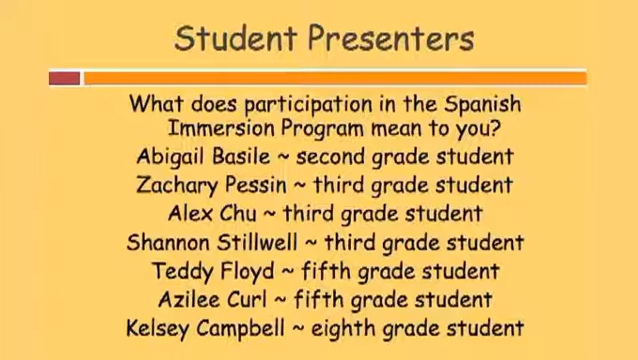 Student Presenters
What does participation in the Spanish
Immersion Program mean to you?
Abigail Basile ~ second grade student
Zachary Pessin ~ third grade student
Alex Chu ~ third grade student
Shannon Stillwell ~ third grade student
Teddy Floyd ~ fifth grade student
Azilee Curl ~ fifth grade student
Kelsey Campbell ~ eighth grade student